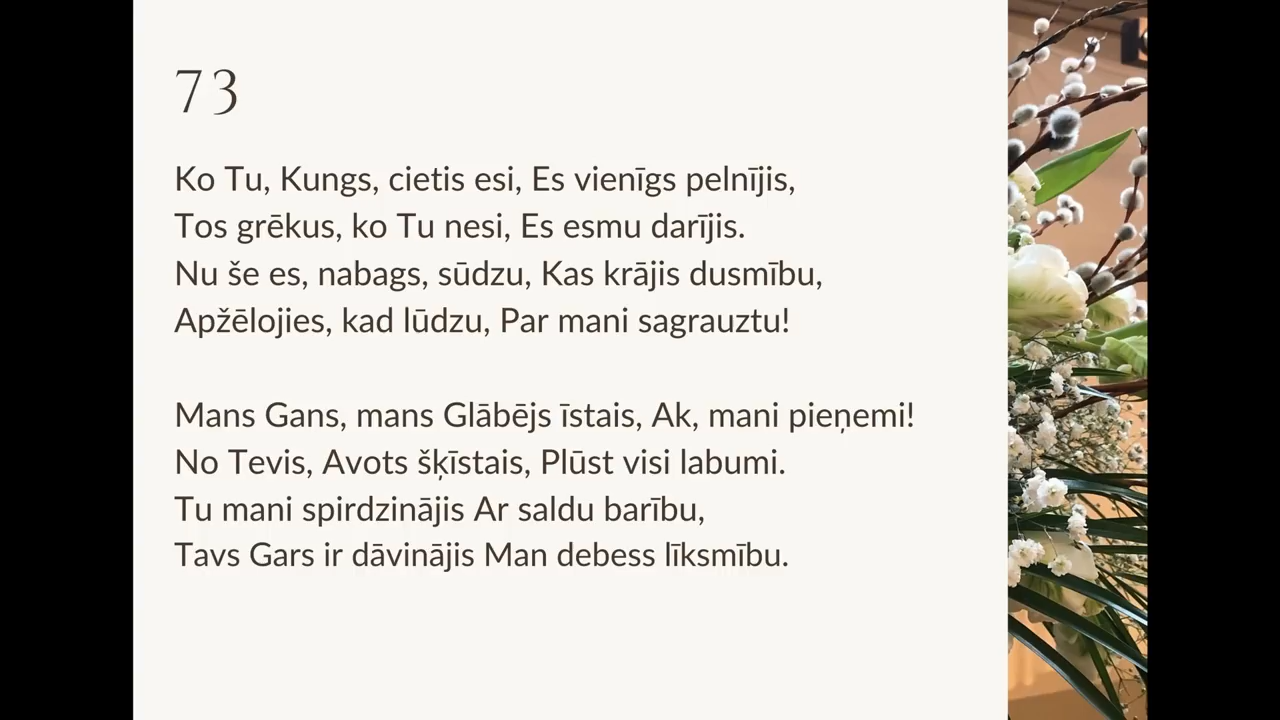 73
Ko Tu, Kungs, cietis esi, Es vienīgs pelnījis,
Tos grēkus, ko Tu nesi, Es esmu darījis.
Nu še es, nabags, sūdzu, Kas krājis dusmību,
Apžēlojies, kad lūdzu, Par mani sagrauztu!
Mans Gans, mans Glābējs īstais, Ak, mani pieņemi!
No Tevis, Avots šķīstais, Plūst visi labumi.
Tu mani spirdzinājis Ar saldu barību,
Tavs Gars ir dāvinājis Man debess līksmību.